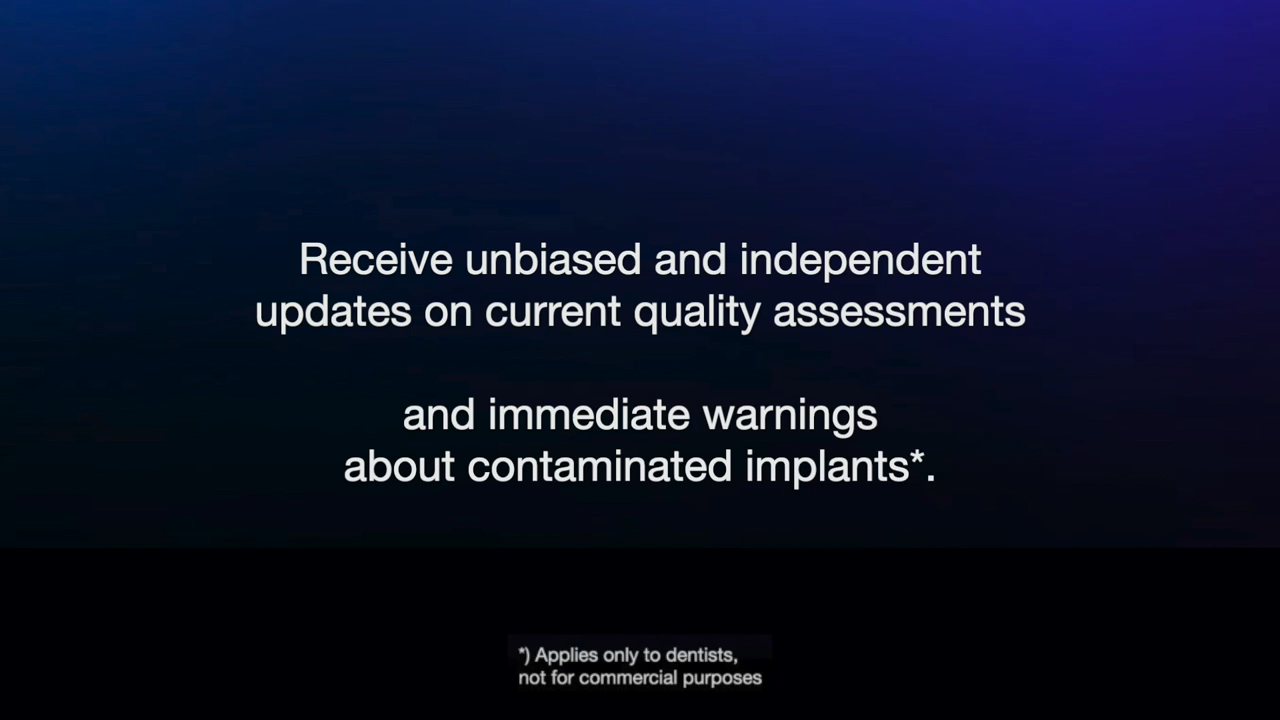 Receive unbiased and independent
updates on current quality assessments
and immediate warnings
about contaminated implants*.
*) Applies only to dentists,
not for commercial purposes